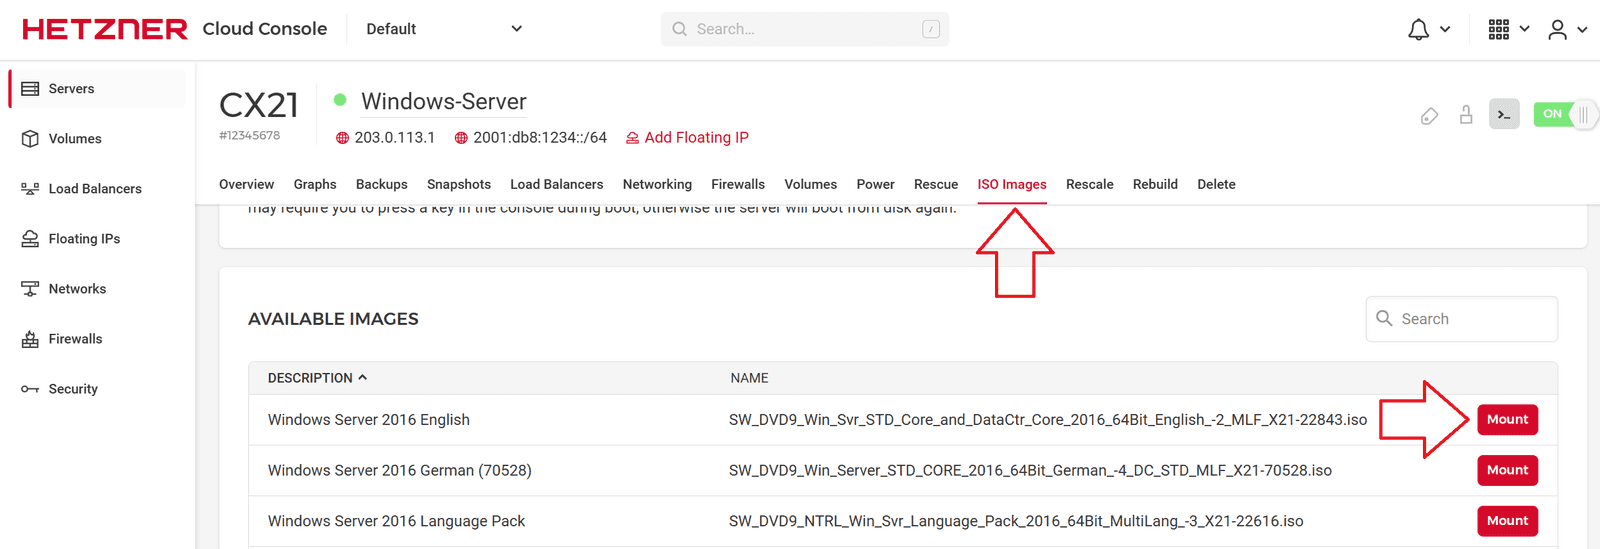 HETZNER Cloud Console Default Search... /
Servers
Volumes
Load Balancers
Floating IPs
Networks
Firewalls
Security
CX21 Windows-Server
#12345678 203.0.113.1 2001:db8:1234::/64 Add Floating IP
>_ ON
Overview Graphs Backups Snapshots Load Balancers Networking Firewalls Volumes Power Rescue ISO Images Rescale Rebuild Delete
may require you to press a key in the console during boot, otherwise the server will boot from disk again.
AVAILABLE IMAGES Search
DESCRIPTION NAME
Windows Server 2016 English SW_DVD9_Win_Svr_STD_Core_and_DataCtr_Core_2016_64Bit_English_-2_MLF_X21-22843.iso Mount
Windows Server 2016 German (70528) SW_DVD9_Win_Server_STD_CORE_2016_64Bit_German_-4_DC_STD_MLF_X21-70528.iso Mount
Windows Server 2016 Language Pack SW_DVD9_NTRL_Win_Svr_Language_Pack_2016_64Bit_MultiLang_-3_X21-22616.iso Mount